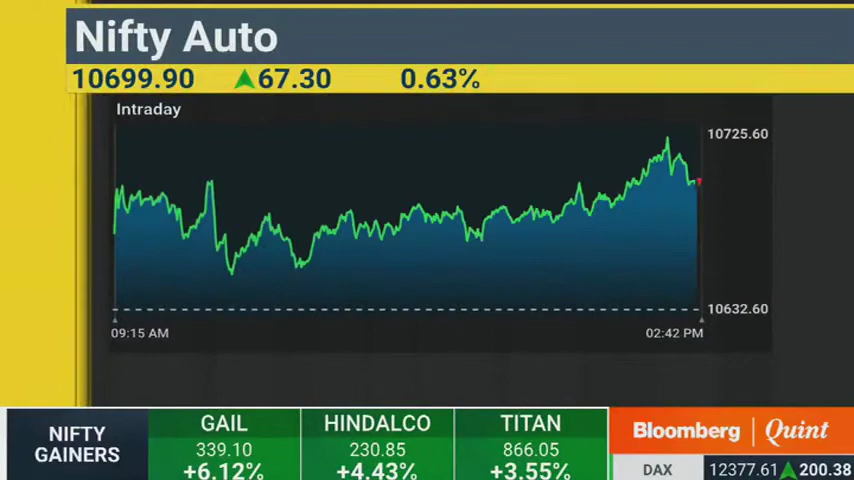 Nifty Auto
10699.90 ▲67.30 0.63%
Intraday
10725.60
10632.60
09:15 AM 02:42 PM
NIFTY GAINERS
GAIL
339.10
+6.12%
HINDALCO
230.85
+4.43%
TITAN
866.05
+3.55%
Bloomberg | Quint
DAX 12377.61 ▲200.38